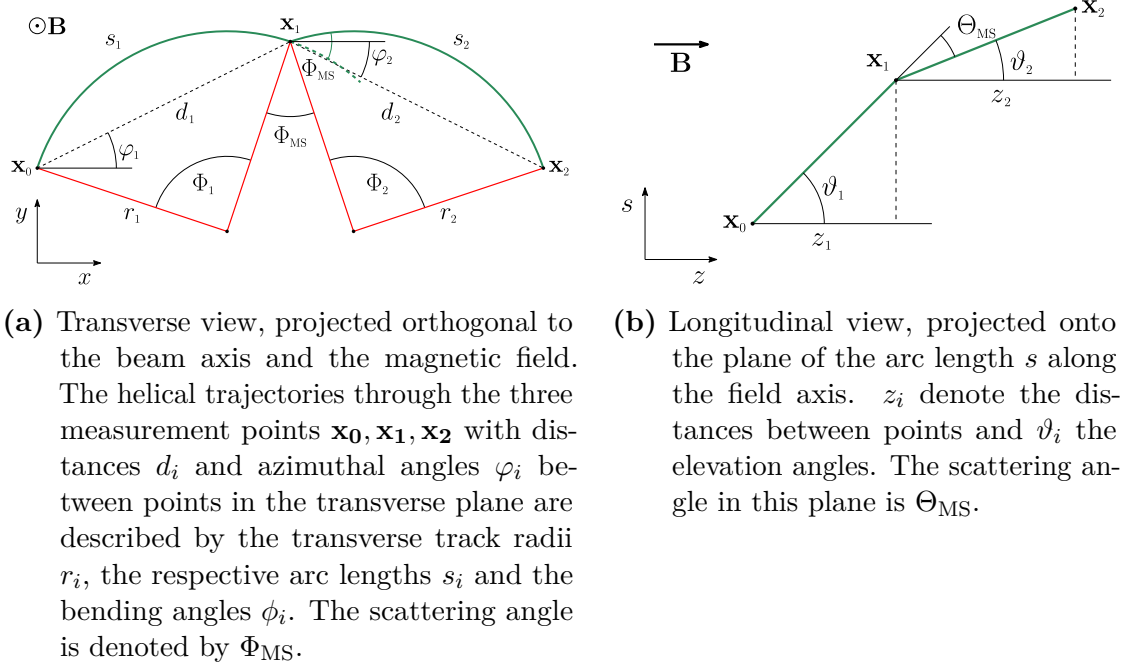 ⊙B
s₁
x₁
s₂
φ₂
Φ_MS
d₁
d₂
Φ_MS
φ₁
x₀
x₂
Φ₁
Φ₂
r₁
r₂
y
x
x₂
Θ_MS
x₁
B
ϑ₂
z₂
s
ϑ₁
x₀
z₁
z
(a) Transverse view, projected orthogonal to
the beam axis and the magnetic field.
The helical trajectories through the three
measurement points x₀, x₁, x₂ with dis-
tances dᵢ and azimuthal angles φᵢ be-
tween points in the transverse plane are
described by the transverse track radii
rᵢ, the respective arc lengths sᵢ and the
bending angles ϕᵢ. The scattering angle
is denoted by Φ_MS.
(b) Longitudinal view, projected onto
the plane of the arc length s along
the field axis. zᵢ denote the dis-
tances between points and ϑᵢ the
elevation angles. The scattering an-
gle in this plane is Θ_MS.